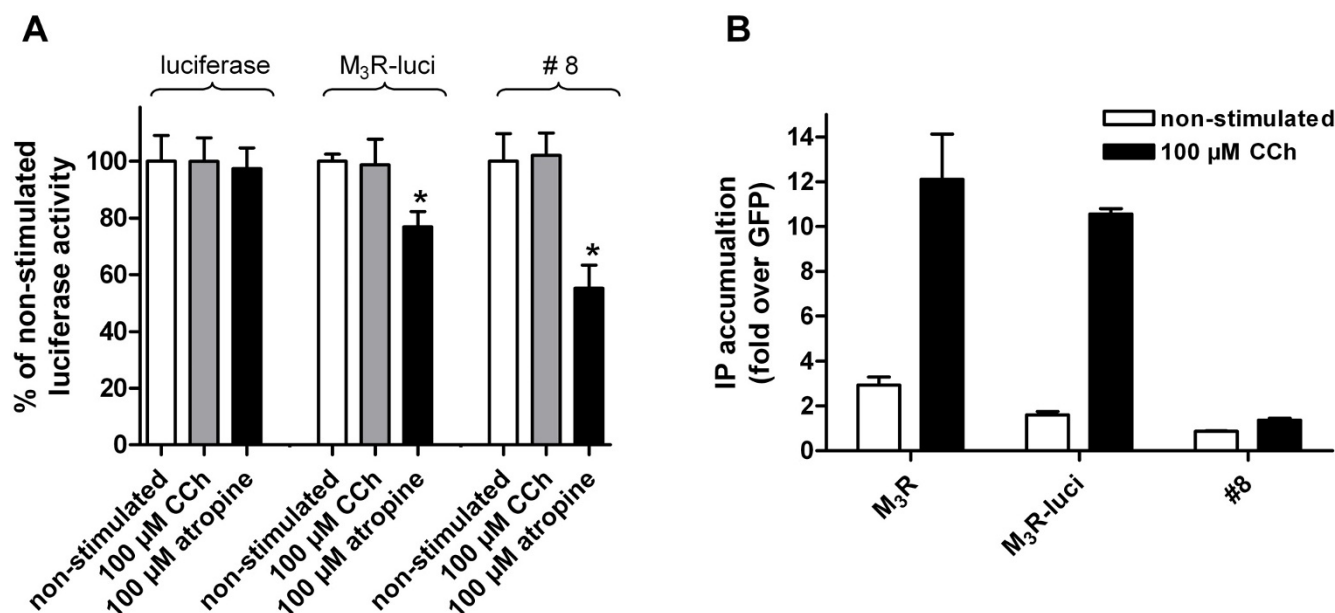 A
luciferase
M₃R-luci
# 8
% of non-stimulated
luciferase activity
100
80
60
40
20
0
*
*
non-stimulated
100 µM CCh
100 µM atropine
non-stimulated
100 µM CCh
100 µM atropine
non-stimulated
100 µM CCh
100 µM atropine
B
non-stimulated
100 µM CCh
IP accumualtion
(fold over GFP)
14
12
10
8
6
4
2
0
M₃R
M₃R-luci
#8